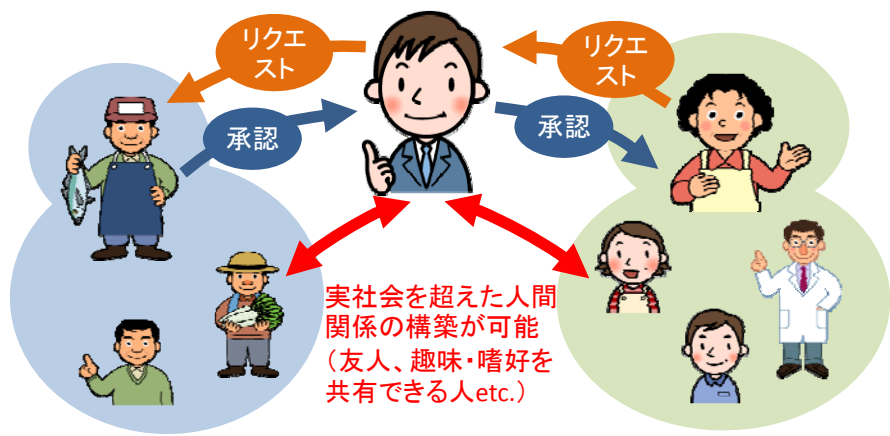 リクエ
スト
リクエ
スト
承認
承認
実社会を超えた人間
関係の構築が可能
（友人、趣味・嗜好を
共有できる人etc.）